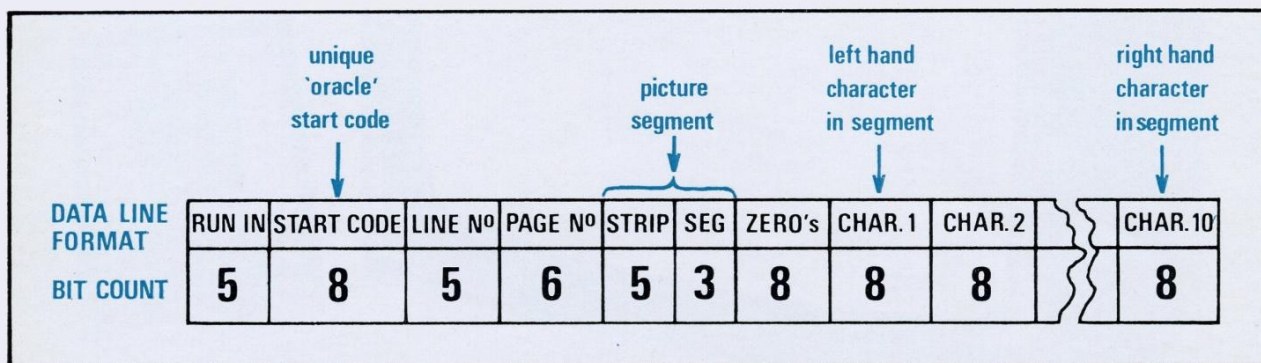 unique
'oracle'
start code
picture
segment
left hand
character
in segment
right hand
character
in segment
DATA LINE
FORMAT
RUN IN START CODE LINE Nº PAGE Nº STRIP SEG ZERO's CHAR. 1 CHAR. 2 CHAR. 10
BIT COUNT 5 8 5 6 5 3 8 8 8 8